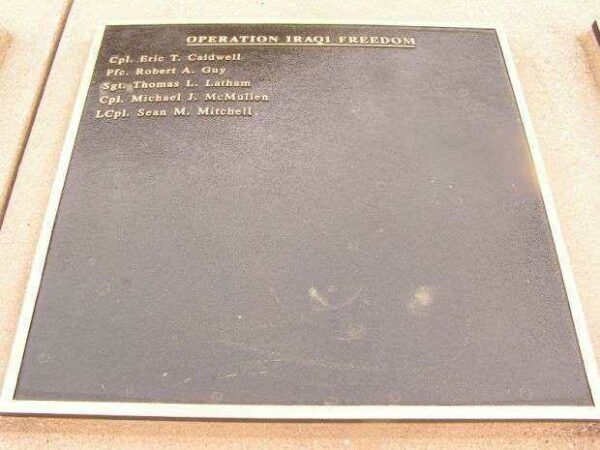 OPERATION IRAQI FREEDOM
Cpl. Eric T. Caldwell
Pfc. Robert A. Guy
Sgt. Thomas L. Latham
Cpl. Michael J. McMullen
LCpl. Sean M. Mitchell